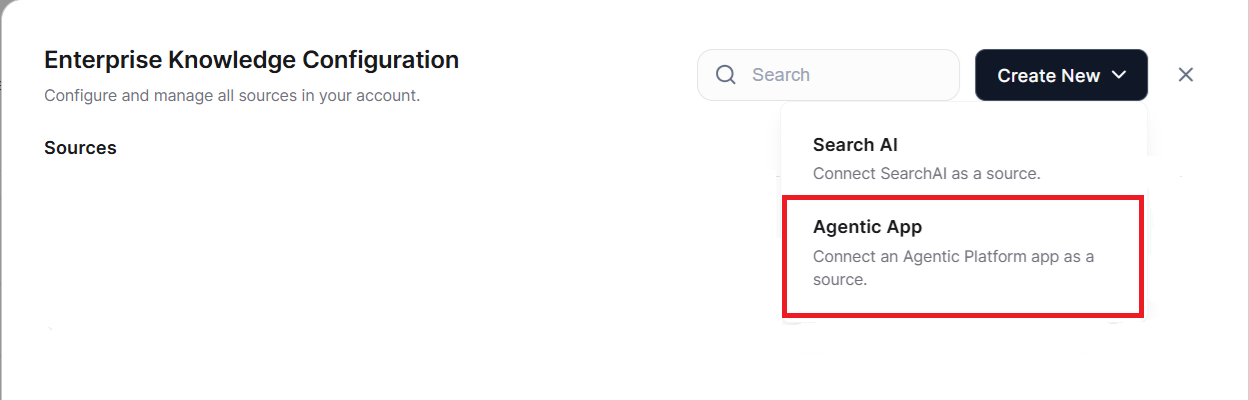 Enterprise Knowledge Configuration
Configure and manage all sources in your account.
Search
Create New
Sources
Search AI
Connect SearchAI as a source.
Agentic App
Connect an Agentic Platform app as a
source.